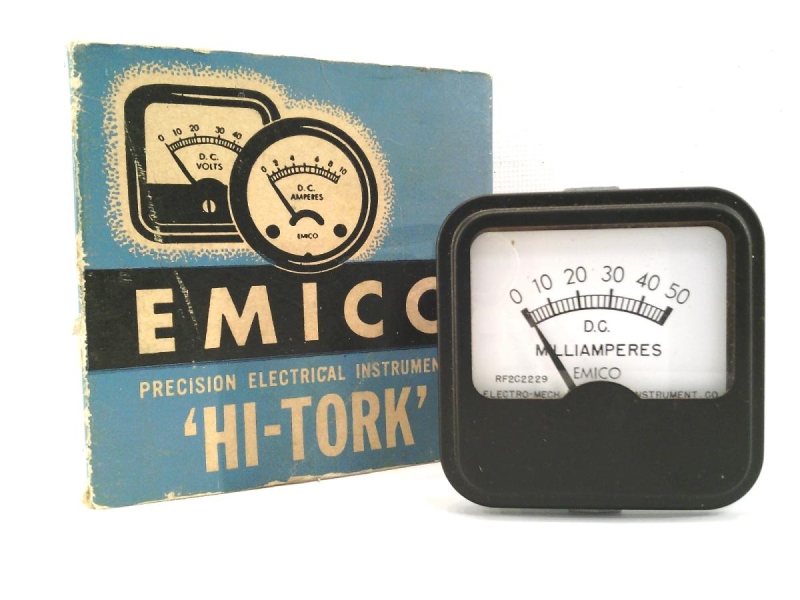 0 10 20 30 40
D.C.
VOLTS
0 2 4 6 8 10
D.C.
AMPERES
EMICO
EMICO
PRECISION ELECTRICAL INSTRUMEN
'HI-TORK'
0 10 20 30 40 50
D.C.
MILLIAMPERES
EMICO
RF2C2229
ELECTRO-MECH INSTRUMENT CO.